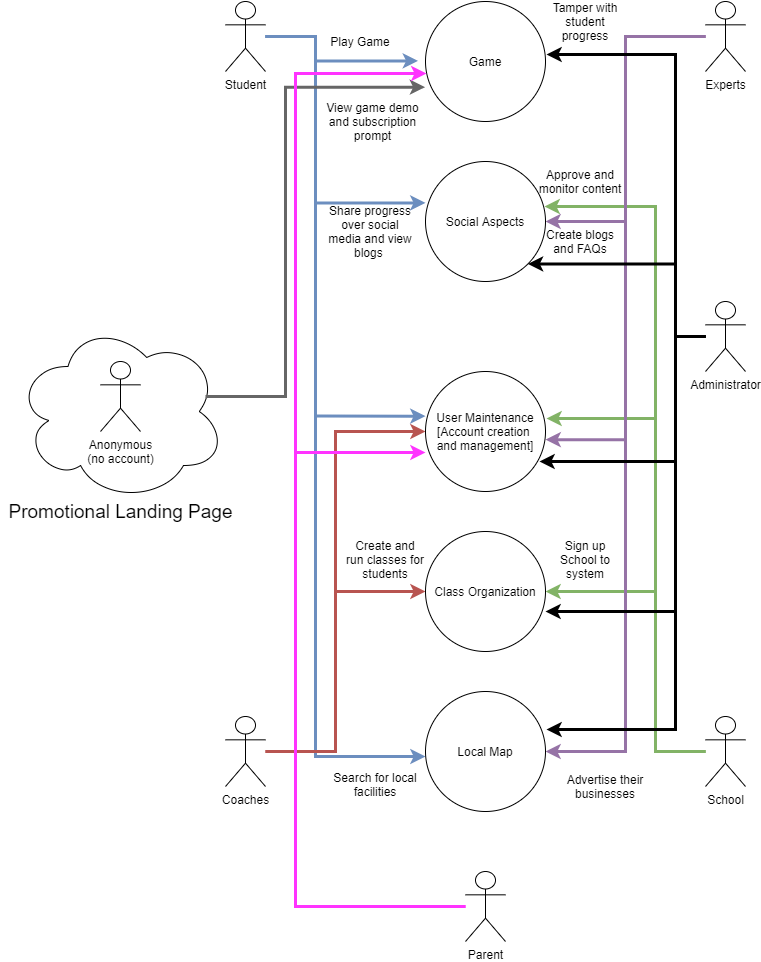 Tamper with
student
progress
Play Game
Game
Student
Experts
View game demo
and subscription
prompt
Approve and
monitor content
Share progress
over social
media and view
blogs
Social Aspects
Create blogs
and FAQs
Administrator
User Maintenance
[Account creation
and management]
Anonymous
(no account)
Promotional Landing Page
Create and
run classes for
students
Sign up
School to
system
Class Organization
Local Map
Search for local
facilities
Advertise their
businesses
Coaches
School
Parent